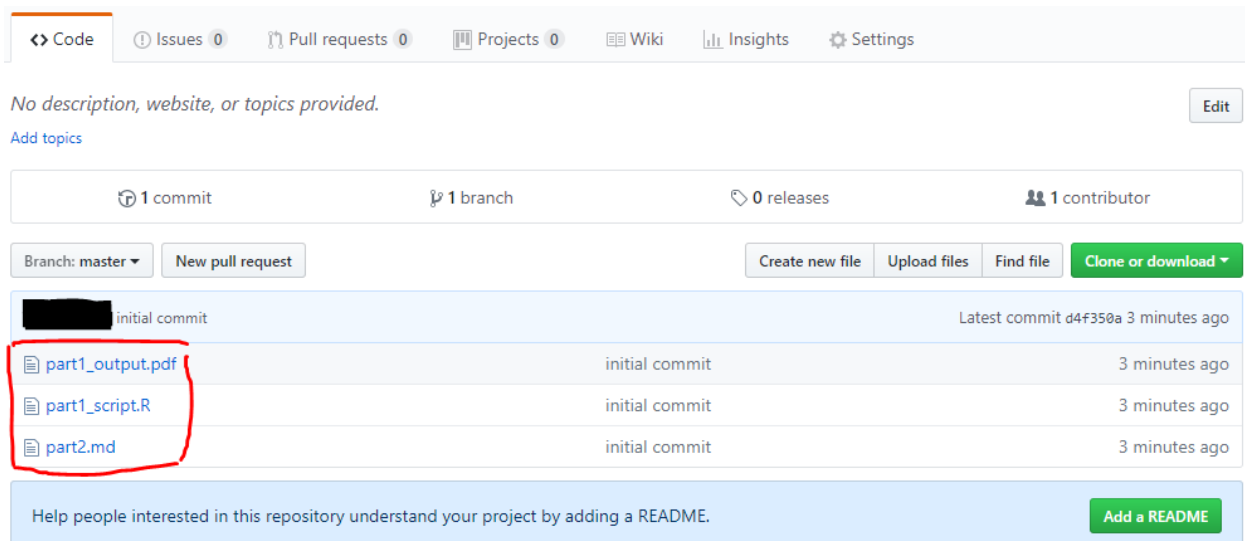 Code Issues 0 Pull requests 0 Projects 0 Wiki Insights Settings
No description, website, or topics provided. Edit
Add topics
1 commit 1 branch 0 releases 1 contributor
Branch: master New pull request Create new file Upload files Find file Clone or download
initial commit Latest commit d4f350a 3 minutes ago
part1_output.pdf initial commit 3 minutes ago
part1_script.R initial commit 3 minutes ago
part2.md initial commit 3 minutes ago
Help people interested in this repository understand your project by adding a README. Add a README